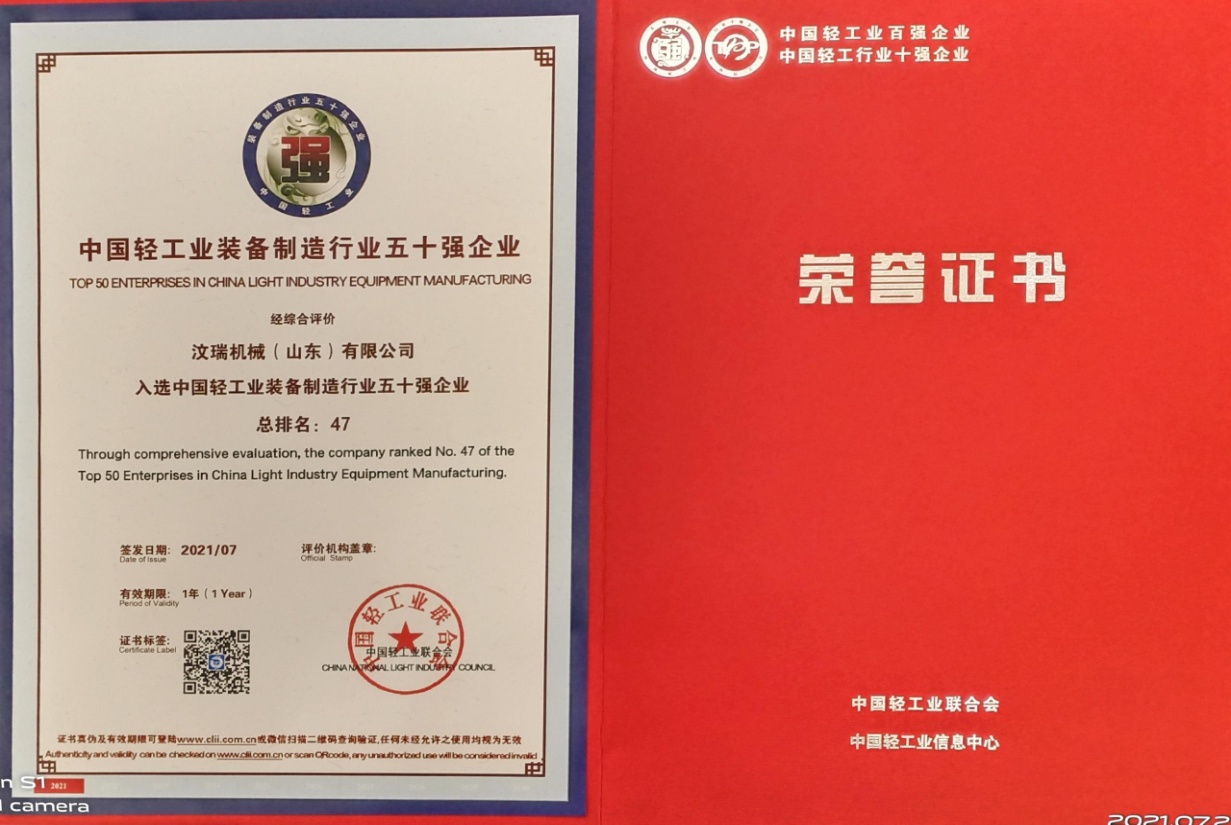 装备制造行业五十强企业
强
中国轻工业
中国轻工业装备制造行业五十强企业
TOP 50 ENTERPRISES IN CHINA LIGHT INDUSTRY EQUIPMENT MANUFACTURING
经综合评价
汶瑞机械（山东）有限公司
入选中国轻工业装备制造行业五十强企业
总排名：47
Through comprehensive evaluation, the company ranked No. 47 of the
Top 50 Enterprises in China Light Industry Equipment Manufacturing.
签发日期: 2021/07
Date of Issue
评价机构盖章:
Official Stamp
有效期限: 1年（1 Year）
Period of Validity
证书标签:
Certificate Label
中国轻工业联合会
中国轻工业联合会
CHINA NATIONAL LIGHT INDUSTRY COUNCIL
证书真伪及有效期限可登陆www.clii.com.cn或微信扫描二维码查询验证,任何未经允许之使用均视为无效
Authenticity and validity can be checked on www.clii.com.cn or scan QRcode, any unauthorized use will be considered invalid
2021
n S1
camera
强
中国轻工业百强企业
中国轻工行业十强企业
荣誉证书
中国轻工业联合会
中国轻工业信息中心
2021.07.2